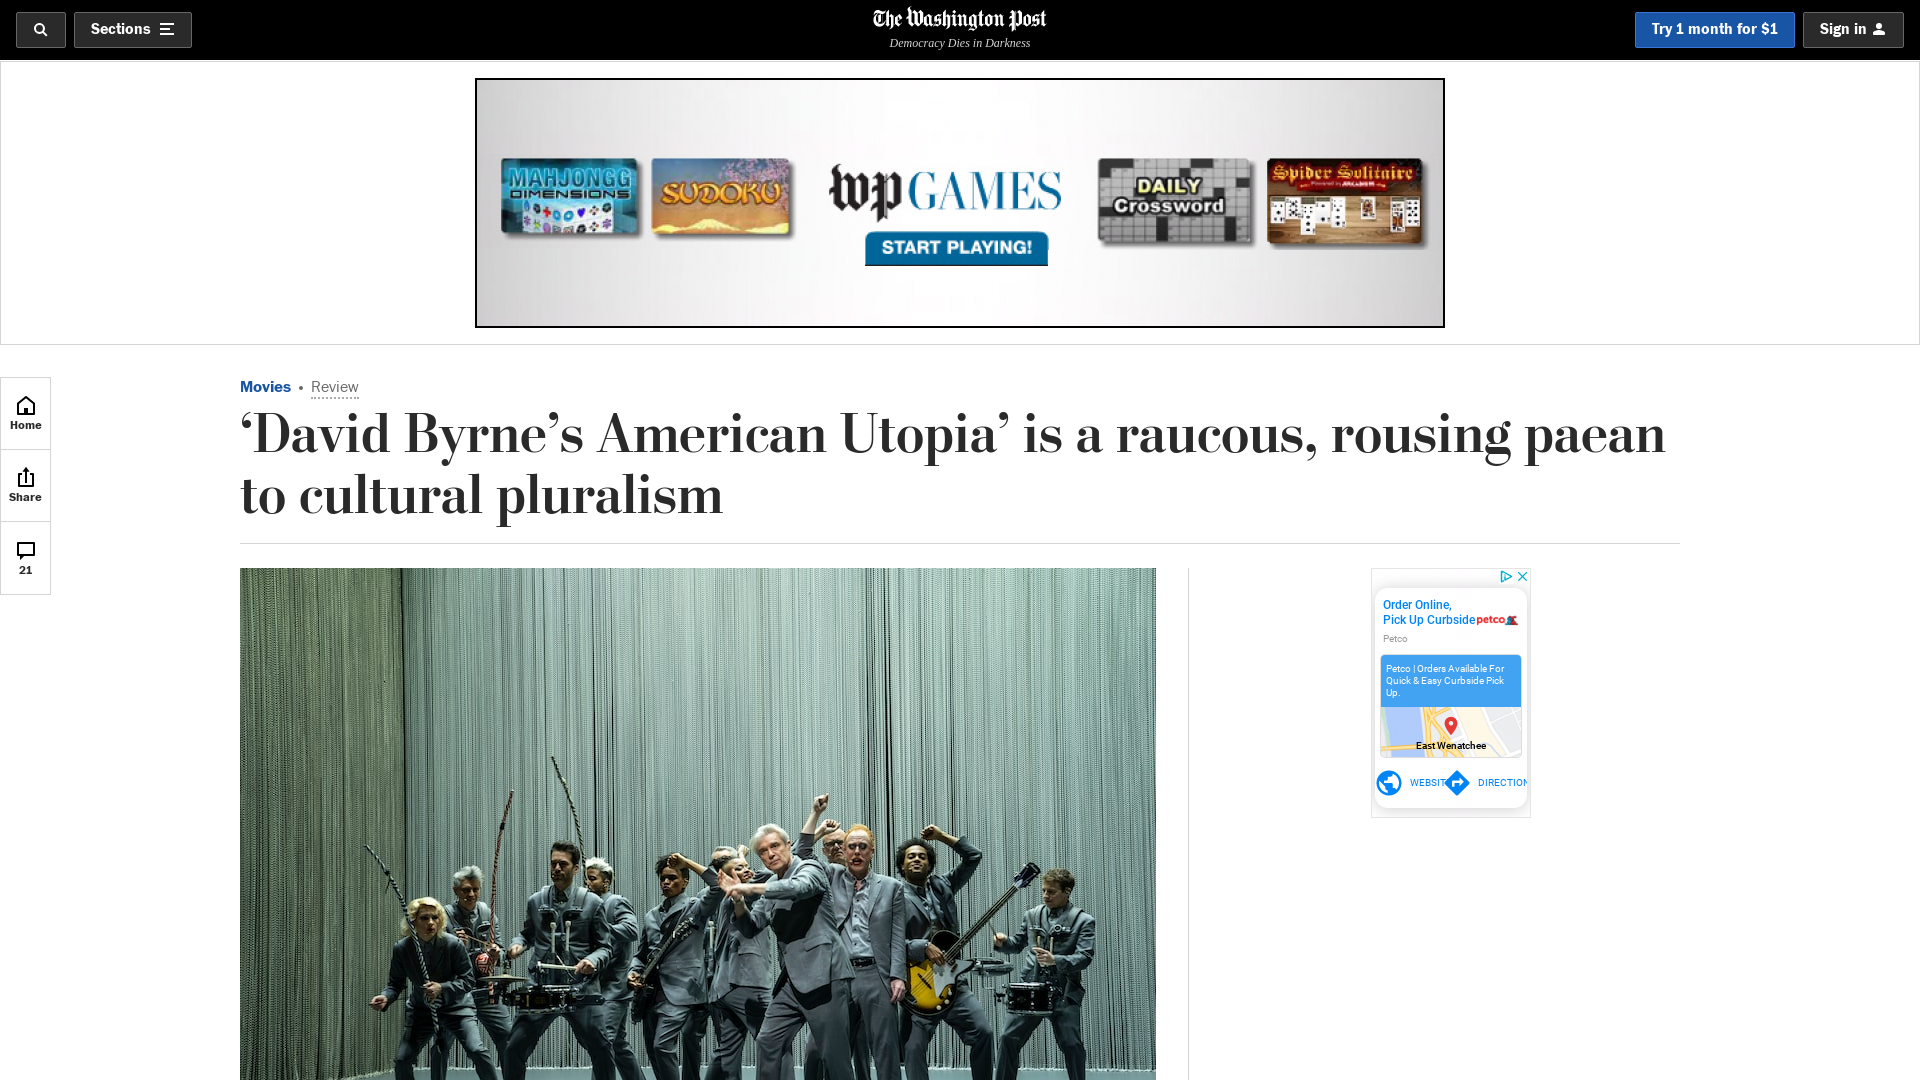 Sections
The Washington Post
Democracy Dies in Darkness
Try 1 month for $1
Sign in
MAHJONGG
DIMENSIONS
SUDOKU
wp GAMES
START PLAYING!
DAILY
Crossword
Spider Solitaire
Home
Share
21
Movies • Review
‘David Byrne’s American Utopia’ is a raucous, rousing paean
to cultural pluralism
Order Online,
Pick Up Curbside
petco
Petco
Petco | Orders Available For
Quick & Easy Curbside Pick
Up.
East Wenatchee
WEBSIT
DIRECTION